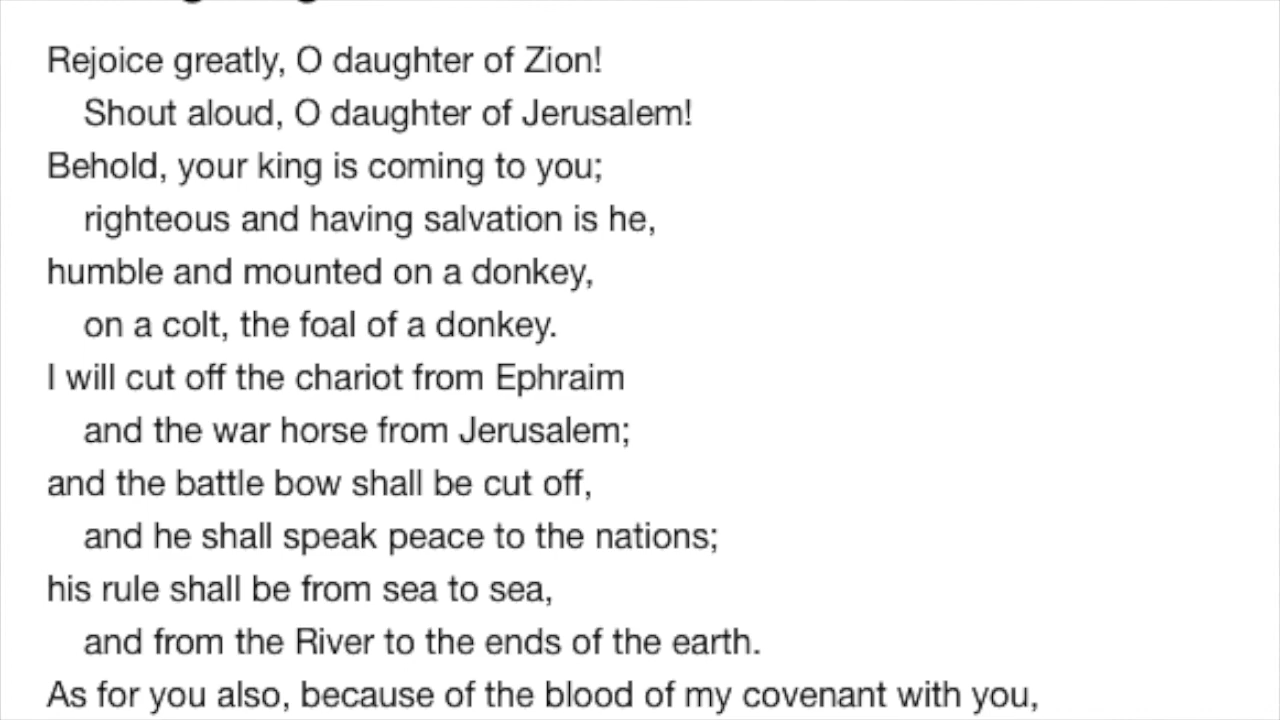 Rejoice greatly, O daughter of Zion!
Shout aloud, O daughter of Jerusalem!
Behold, your king is coming to you;
righteous and having salvation is he,
humble and mounted on a donkey,
on a colt, the foal of a donkey.
I will cut off the chariot from Ephraim
and the war horse from Jerusalem;
and the battle bow shall be cut off,
and he shall speak peace to the nations;
his rule shall be from sea to sea,
and from the River to the ends of the earth.
As for you also, because of the blood of my covenant with you,